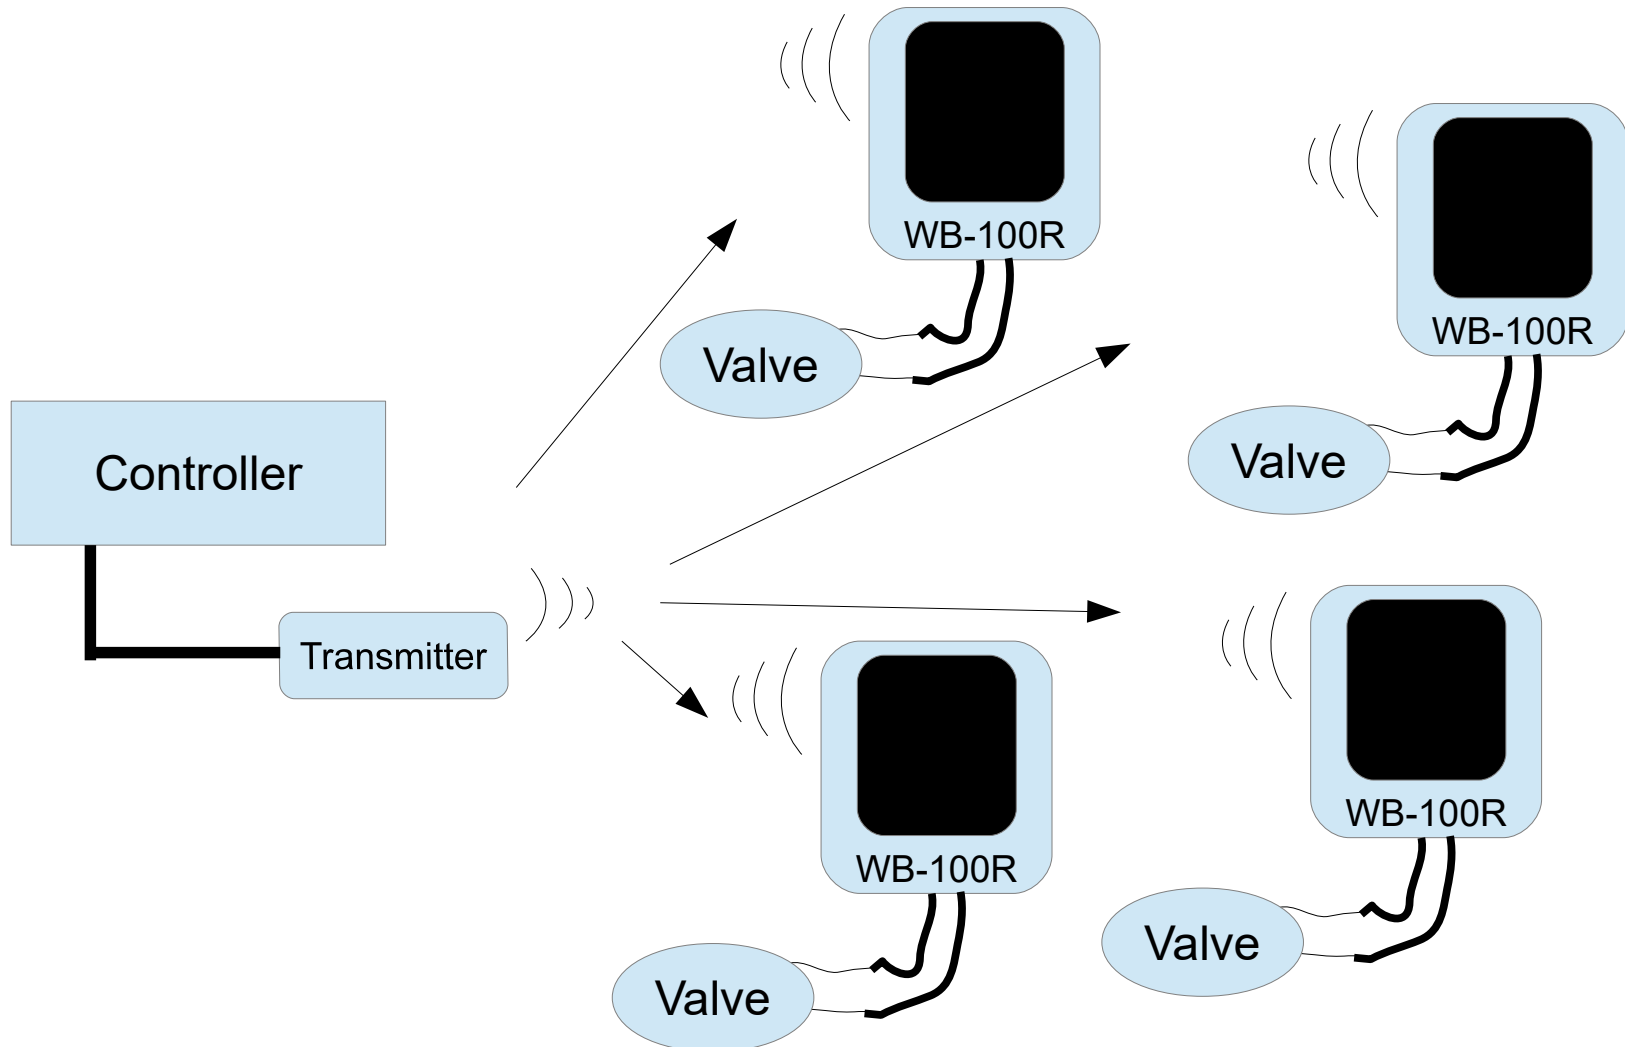 WB-100R
Valve
WB-100R
Valve
Controller
Transmitter
WB-100R
Valve
WB-100R
Valve